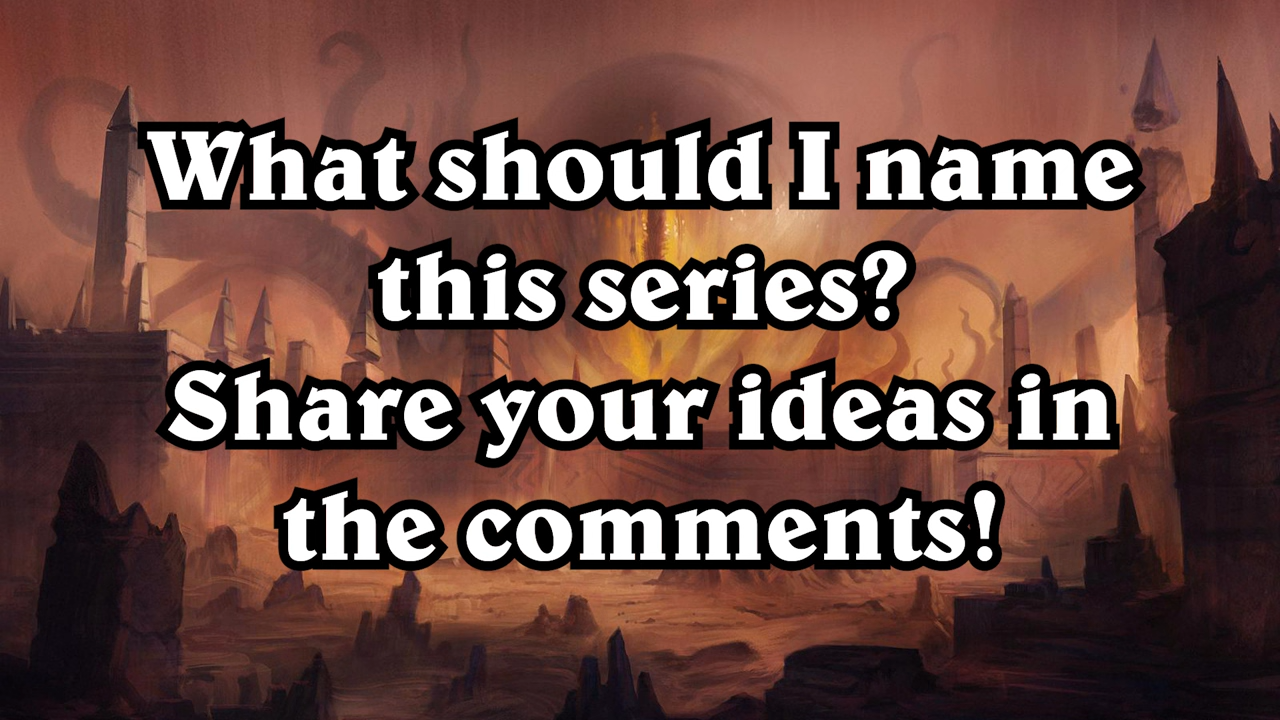 What should I name
this series?
Share your ideas in
the comments!